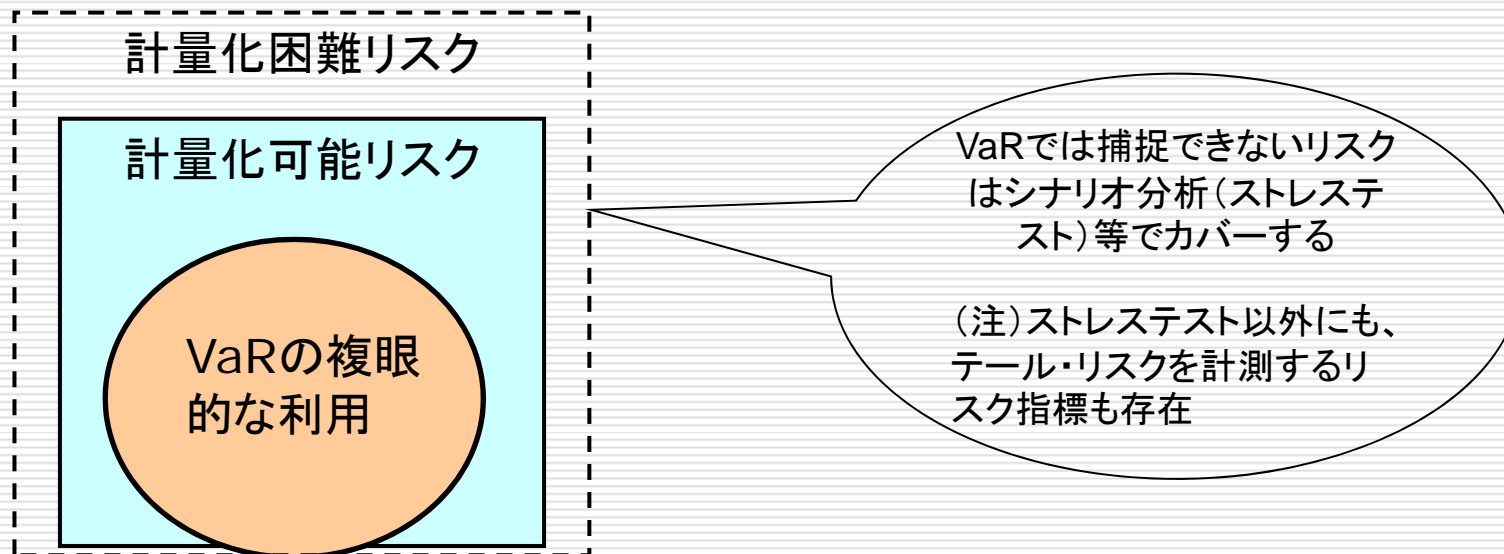 計量化困難リスク
計量化可能リスク
VaRの複眼
的な利用
VaRでは捕捉できないリスク
はシナリオ分析（ストレステ
スト）等でカバーする
（注）ストレステスト以外にも、
テール・リスクを計測するリ
スク指標も存在